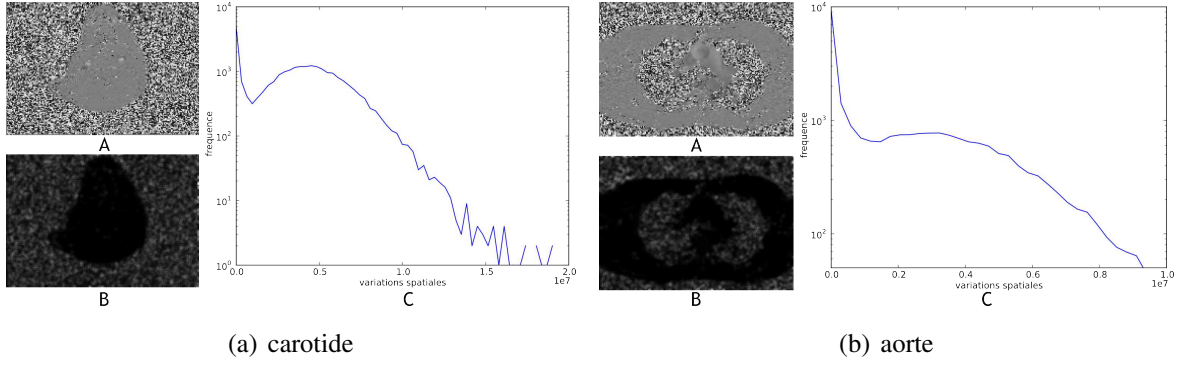 A
B
10^4
10^3
10^2
10^1
10^0
frequence
0.0 0.5 1.0 1.5 2.0
1e7
variations spatiales
C
A
B
10^4
10^3
10^2
frequence
0.0 0.2 0.4 0.6 0.8 1.0
1e7
variations spatiales
C
(a) carotide
(b) aorte